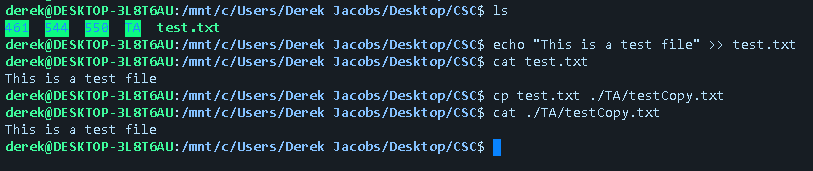 derek@DESKTOP-3L8T6AU:/mnt/c/Users/Derek Jacobs/Desktop/CSC$ ls
461 544 550 TA test.txt
derek@DESKTOP-3L8T6AU:/mnt/c/Users/Derek Jacobs/Desktop/CSC$ echo "This is a test file" >> test.txt
derek@DESKTOP-3L8T6AU:/mnt/c/Users/Derek Jacobs/Desktop/CSC$ cat test.txt
This is a test file
derek@DESKTOP-3L8T6AU:/mnt/c/Users/Derek Jacobs/Desktop/CSC$ cp test.txt ./TA/testCopy.txt
derek@DESKTOP-3L8T6AU:/mnt/c/Users/Derek Jacobs/Desktop/CSC$ cat ./TA/testCopy.txt
This is a test file
derek@DESKTOP-3L8T6AU:/mnt/c/Users/Derek Jacobs/Desktop/CSC$